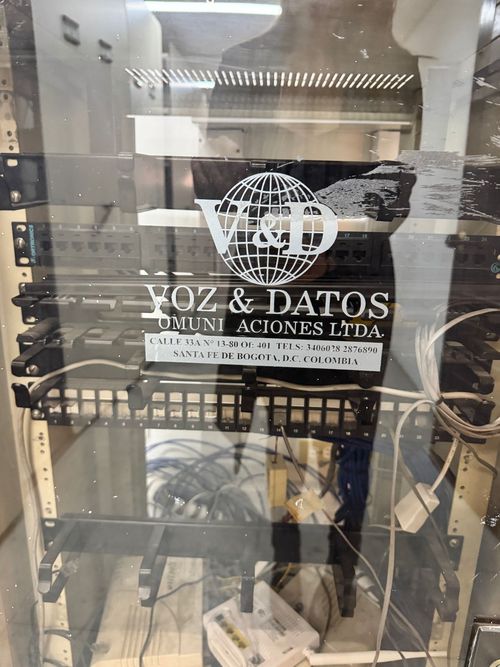 V&D
VOZ & DATOS
OMUNI ACIONES LTDA.
CALLE 33A Nº 13-80 OF: 401 TELS: 3406028 2876890
SANTA FE DE BOGOTA, D.C. COLOMBIA